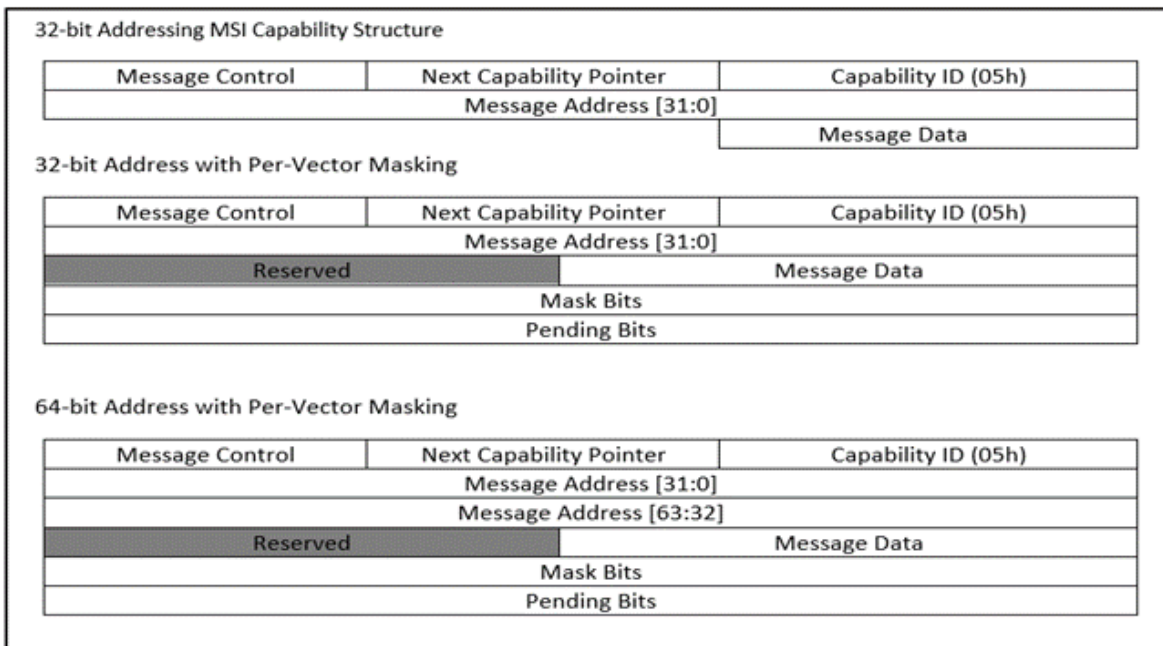 32-bit Addressing MSI Capability Structure
Message Control Next Capability Pointer Capability ID (05h)
Message Address [31:0]
Message Data
32-bit Address with Per-Vector Masking
Message Control Next Capability Pointer Capability ID (05h)
Message Address [31:0]
Reserved Message Data
Mask Bits
Pending Bits
64-bit Address with Per-Vector Masking
Message Control Next Capability Pointer Capability ID (05h)
Message Address [31:0]
Message Address [63:32]
Reserved Message Data
Mask Bits
Pending Bits